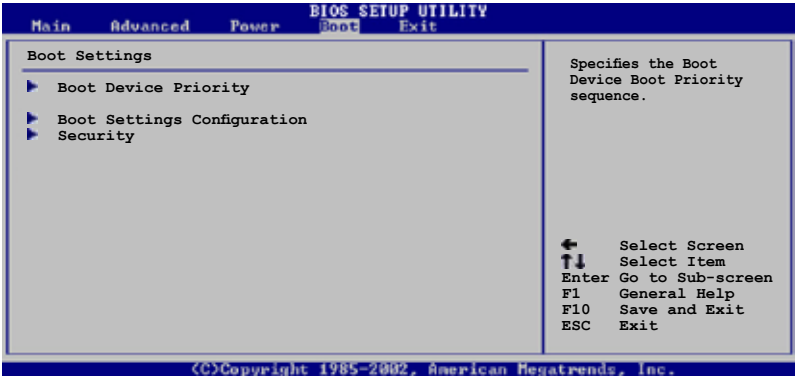 BIOS SETUP UTILITY
Main Advanced Power Boot Exit
Boot Settings
Boot Device Priority
Boot Settings Configuration
Security
Specifies the Boot
Device Boot Priority
sequence.
← Select Screen
↑↓ Select Item
Enter Go to Sub-screen
F1 General Help
F10 Save and Exit
ESC Exit
(C)Copyright 1985-2002, American Megatrends, Inc.